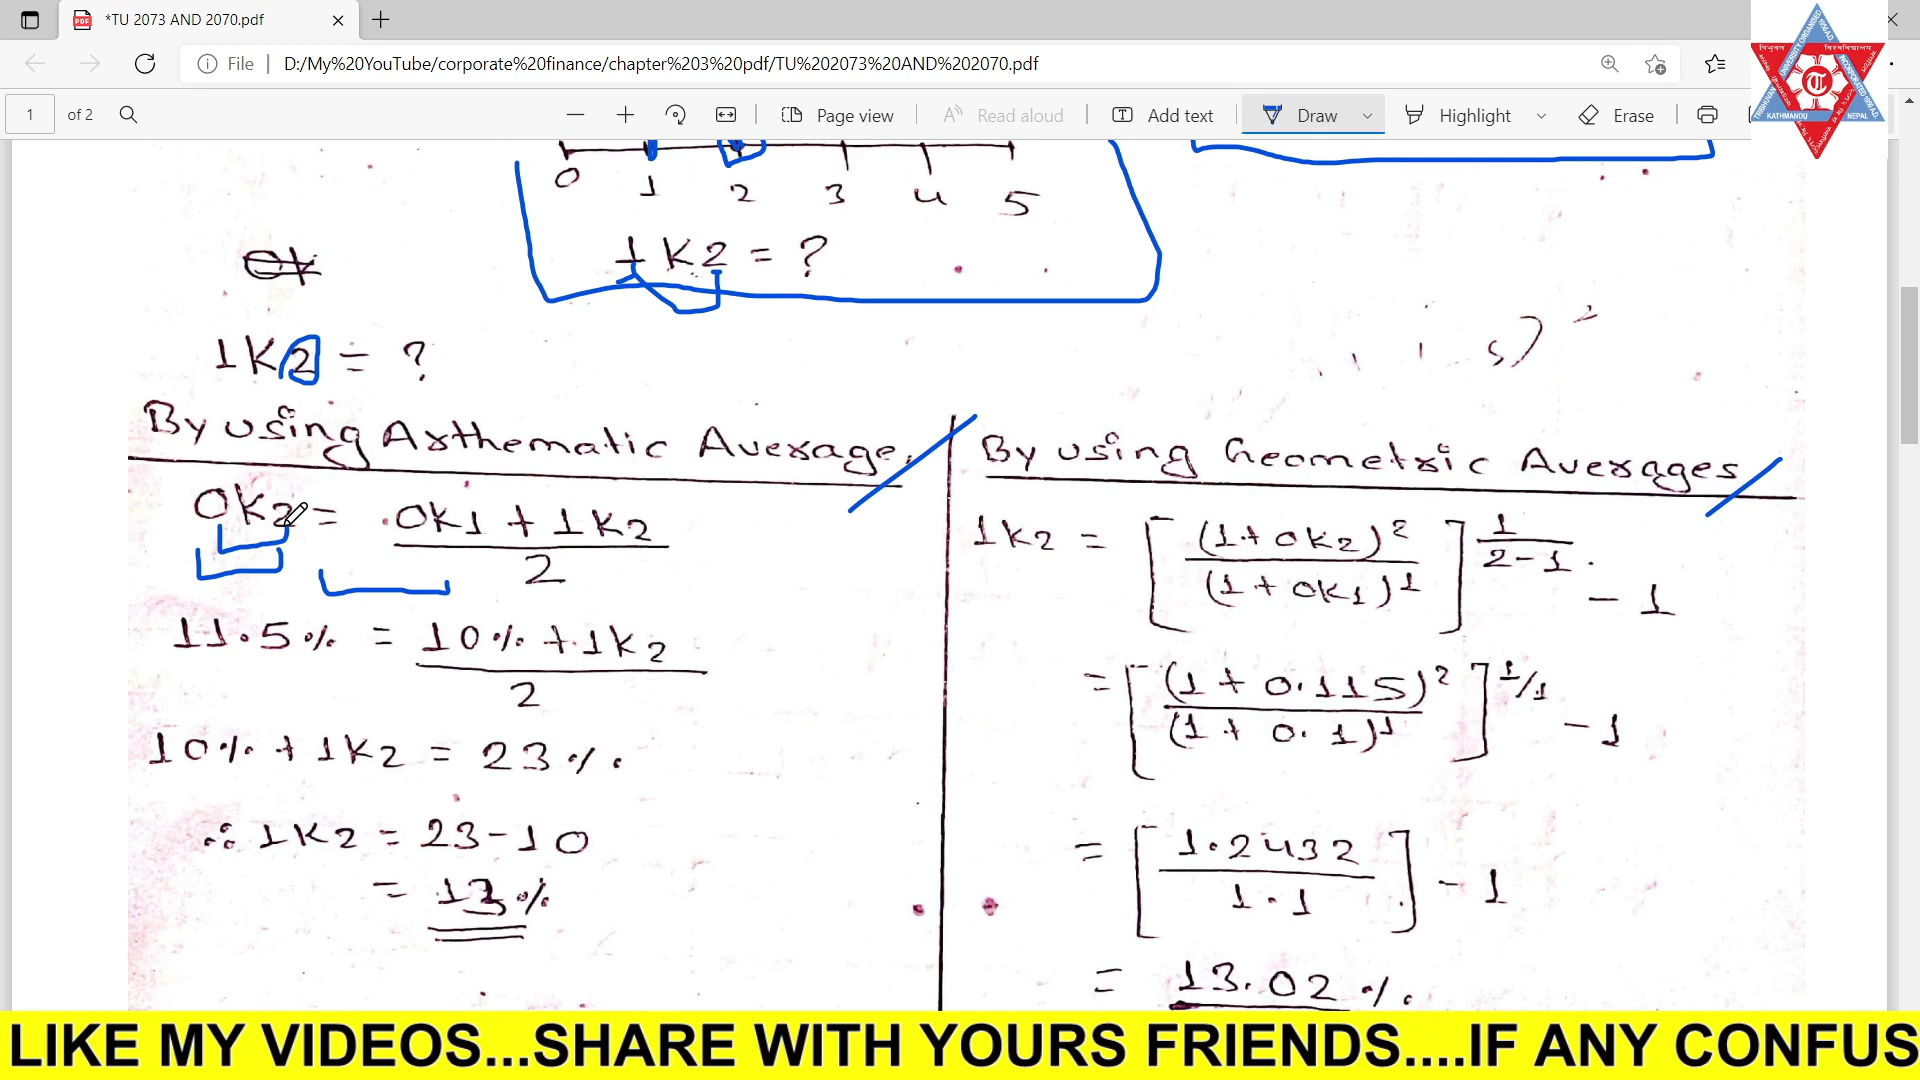 *TU 2073 AND 2070.pdf
File D:/My%20YouTube/corporate%20finance/chapter%203%20pdf/TU%202073%20AND%202070.pdf
1 of 2 Page view Read aloud Add text Draw Highlight Erase
KATHMANDU NEPAL
0 1 2 3 4 5
1k2 = ?
1k2 = ?
By using Arthematic Average.
0k2 = 0k1 + 1k2
2
11.5% = 10% + 1k2
2
10% + 1k2 = 23%
∴ 1k2 = 23-10
= 13%
By using Geometric Averages
1k2 = [(1+0k2)²
(1+0k1)¹] 1
2-1 - 1
= [(1+0.115)²
(1+0.1)¹] 1/1 - 1
= [1.2432
1.1] - 1
= 13.02%
LIKE MY VIDEOS...SHARE WITH YOURS FRIENDS....IF ANY CONFUS